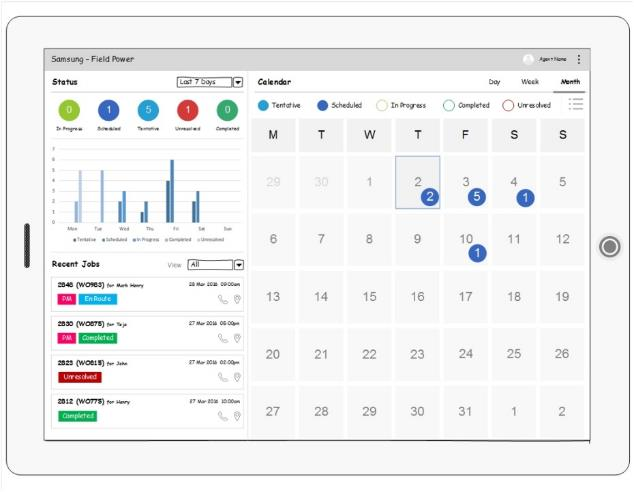 Samsung - Field Power
Agent Name
Status
Last 7 Days
0 1 5 1 0
In Progress Scheduled Tentative Unresolved Completed
7
6
5
4
3
2
1
0
Mon Tue Wed Thu Fri Sat Sun
Tentative Scheduled In Progress Completed Unresolved
Recent Jobs
View All
2846 (WO983) for Mark Henry 28 Mar 2016 09:00am
PM En Route
2830 (WO875) for Teja 27 Mar 2016 05:00pm
PM Completed
2823 (WO815) for John 27 Mar 2016 02:00pm
Unresolved
2812 (WO775) for Henry 27 Mar 2016 10:00am
Completed
Calendar
Day Week Month
Tentative Scheduled In Progress Completed Unresolved
M T W T F S S
29 30 1 2 3 4 5
2 5 1
6 7 8 9 10 11 12
1
13 14 15 16 17 18 19
20 21 22 23 24 25 26
27 28 29 30 31 1 2